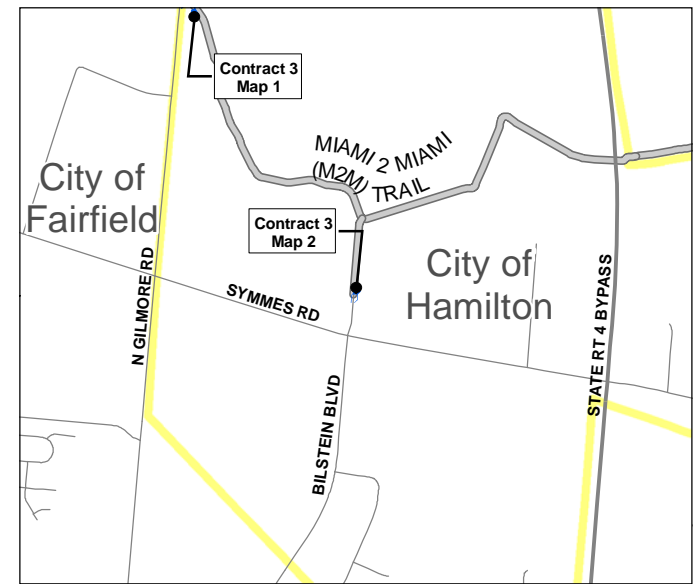 Contract 3
Map 1
MIAMI 2 MIAMI
(M2M) TRAIL
City of
Fairfield
Contract 3
Map 2
City of
Hamilton
N GILMORE RD
SYMMES RD
STATE RT 4 BYPASS
BILSTEIN BLVD